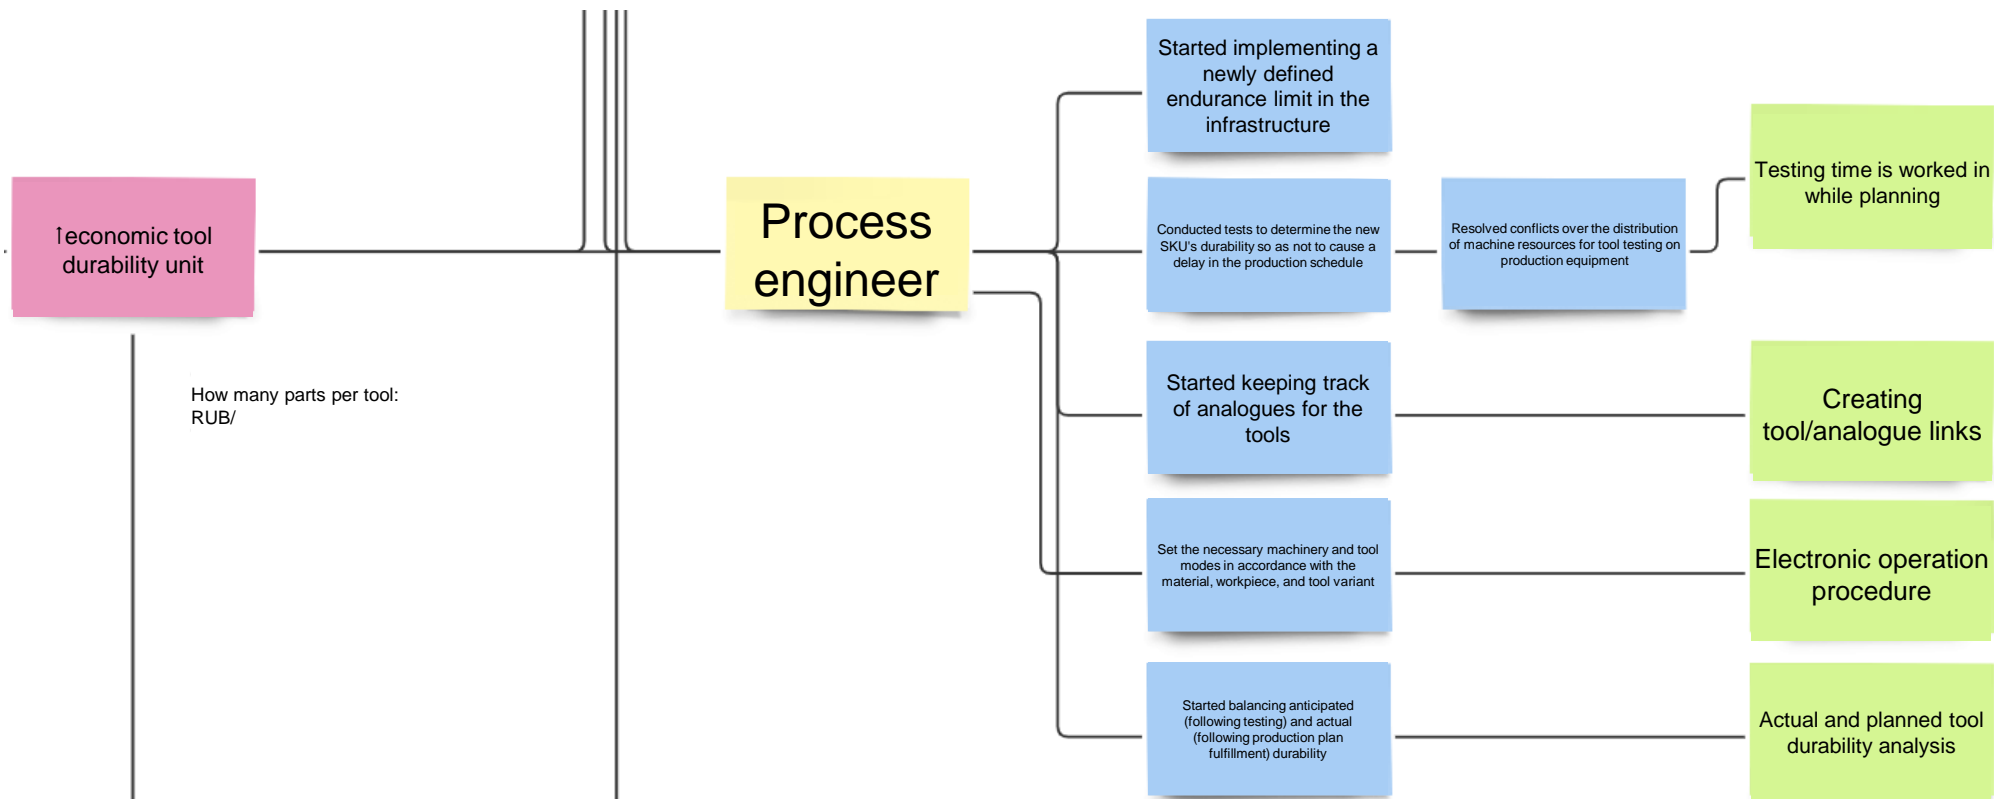 ↑economic tool
durability unit
How many parts per tool:
RUB/
Process
engineer
Started implementing a
newly defined
endurance limit in the
infrastructure
Conducted tests to determine the new
SKU's durability so as not to cause a
delay in the production schedule
Resolved conflicts over the distribution
of machine resources for tool testing on
production equipment
Testing time is worked in
while planning
Started keeping track
of analogues for the
tools
Creating
tool/analogue links
Set the necessary machinery and tool
modes in accordance with the
material, workpiece, and tool variant
Electronic operation
procedure
Started balancing anticipated
(following testing) and actual
(following production plan
fulfillment) durability
Actual and planned tool
durability analysis